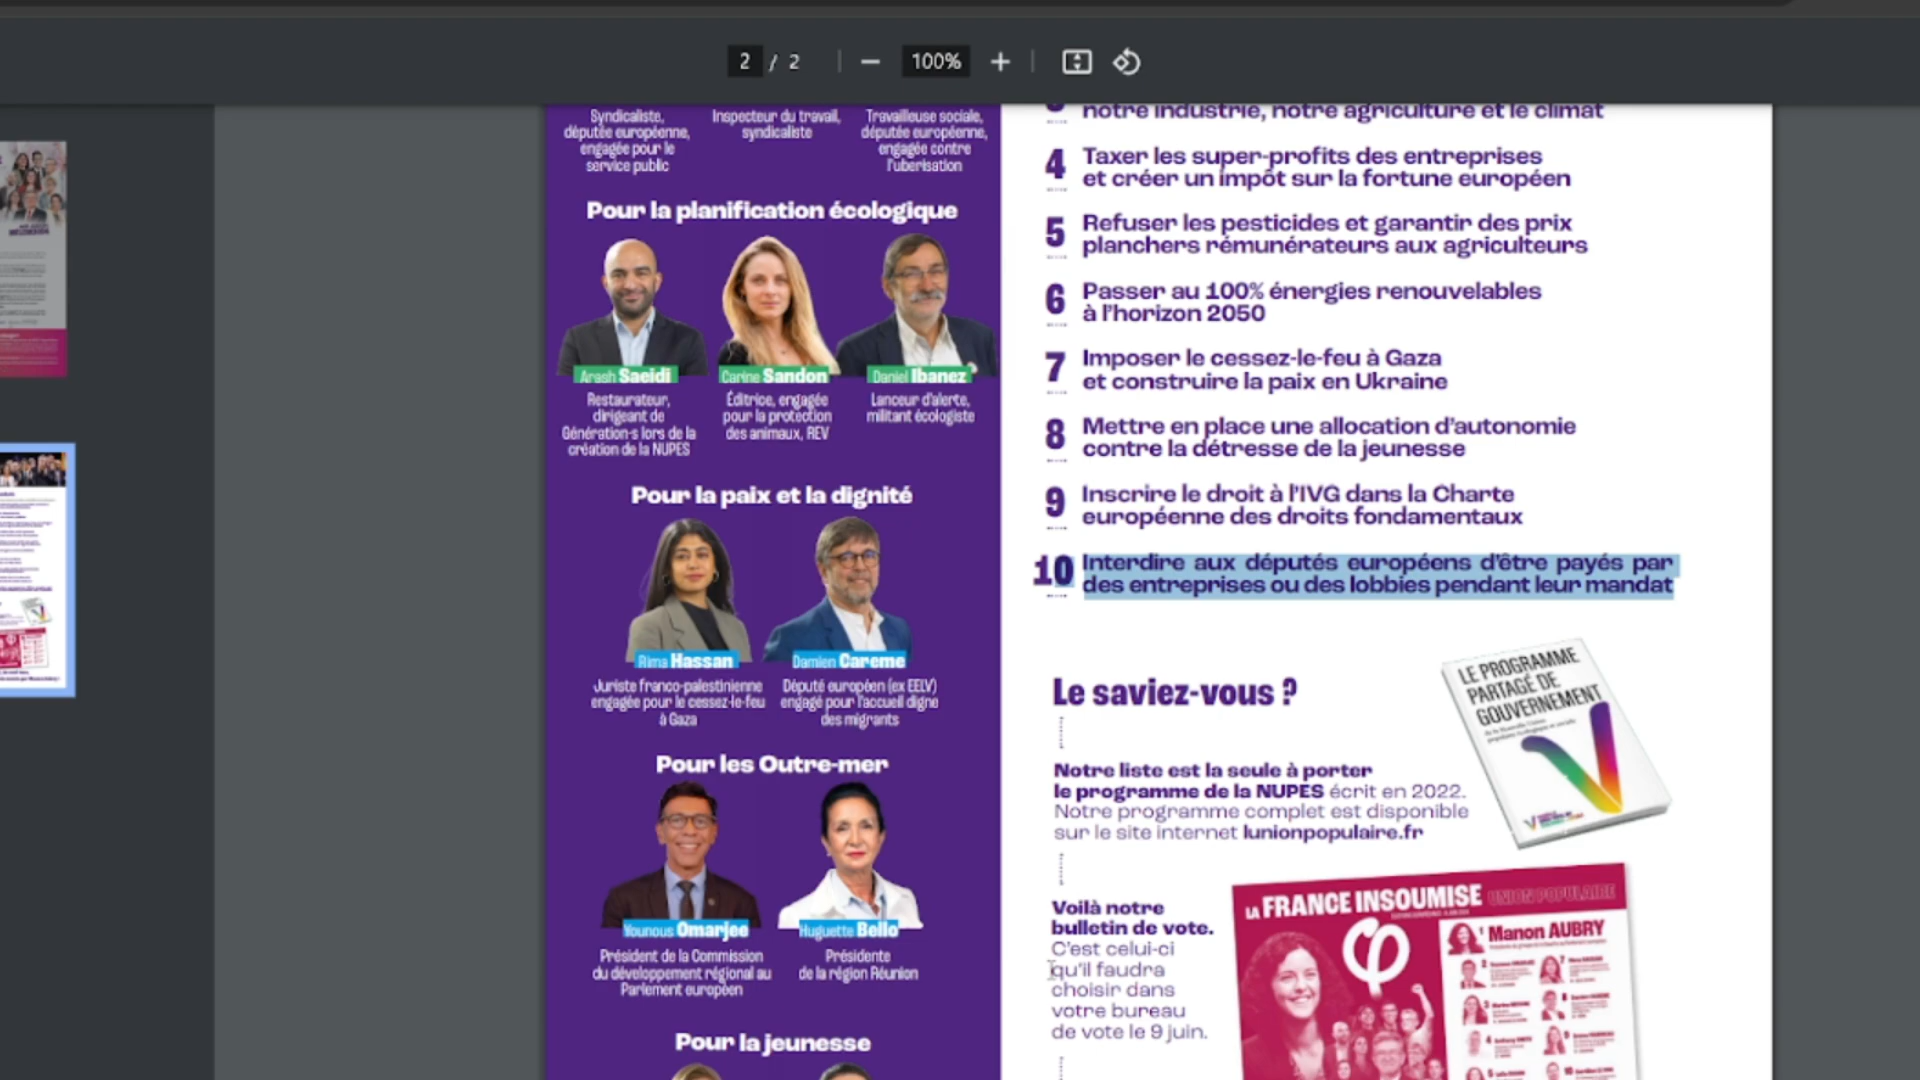 2 / 2
100%
Syndicaliste,
députée européenne,
engagée pour le
service public
Inspecteur du travail,
syndicaliste
Travailleuse sociale,
députée européenne,
engagée contre
l'uberisation
Pour la planification écologique
Arash Saeidi
Restaurateur,
dirigeant de
Génération·s lors de la
création de la NUPES
Carine Sandon
Éditrice, engagée
pour la protection
des animaux, REV
Daniel Ibanez
Lanceur d'alerte,
militant écologiste
Pour la paix et la dignité
Rima Hassan
Juriste franco-palestinienne
engagée pour le cessez-le-feu
à Gaza
Damien Careme
Député européen (ex EELV)
engagé pour l'accueil digne
des migrants
Pour les Outre-mer
Younous Omarjee
Président de la Commission
du développement régional au
Parlement européen
Huguette Bello
Présidente
de la région Réunion
Pour la jeunesse
notre industrie, notre agriculture et le climat
4 Taxer les super-profits des entreprises
et créer un impôt sur la fortune européen
5 Refuser les pesticides et garantir des prix
planchers rémunérateurs aux agriculteurs
6 Passer au 100% énergies renouvelables
à l'horizon 2050
7 Imposer le cessez-le-feu à Gaza
et construire la paix en Ukraine
8 Mettre en place une allocation d'autonomie
contre la détresse de la jeunesse
9 Inscrire le droit à l'IVG dans la Charte
européenne des droits fondamentaux
10 Interdire aux députés européens d'être payés par
des entreprises ou des lobbies pendant leur mandat
Le saviez-vous ?
Notre liste est la seule à porter
le programme de la NUPES écrit en 2022.
Notre programme complet est disponible
sur le site internet lunionpopulaire.fr
LE PROGRAMME
PARTAGÉ DE
GOUVERNEMENT
Voilà notre
bulletin de vote.
C'est celui-ci
qu'il faudra
choisir dans
votre bureau
de vote le 9 juin.
LA FRANCE INSOUMISE UNION POPULAIRE
Manon AUBRY